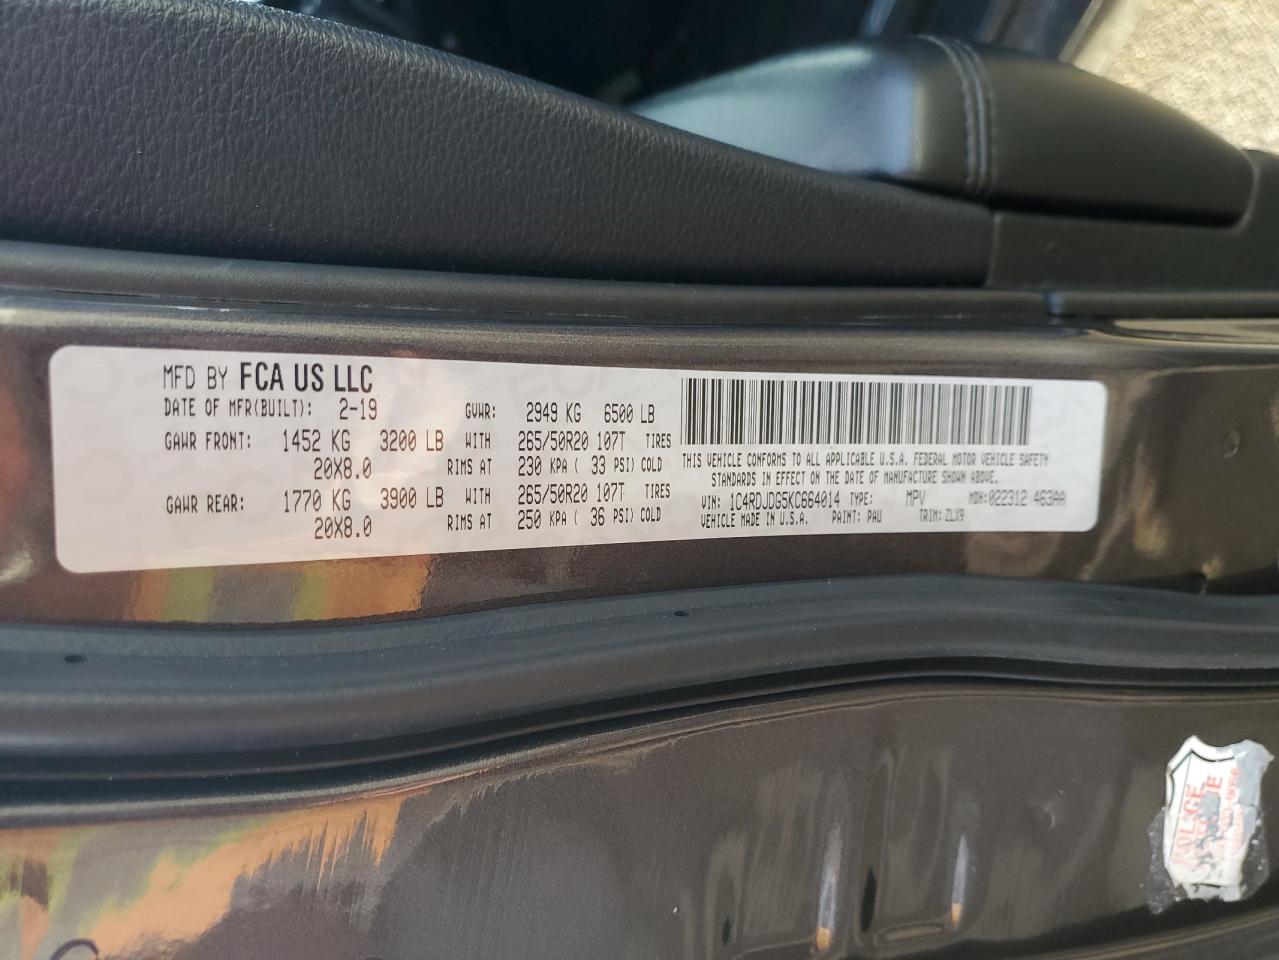 MFD BY FCA US LLC
DATE OF MFR(BUILT): 2-19 GVWR: 2949 KG 6500 LB
GAWR FRONT: 1452 KG 3200 LB WITH 265/50R20 107T TIRES
20X8.0 RIMS AT 230 KPA ( 33 PSI) COLD
GAWR REAR: 1770 KG 3900 LB WITH 265/50R20 107T TIRES
20X8.0 RIMS AT 250 KPA ( 36 PSI) COLD
THIS VEHICLE CONFORMS TO ALL APPLICABLE U.S.A. FEDERAL MOTOR VEHICLE SAFETY
STANDARDS IN EFFECT ON THE DATE OF MANUFACTURE SHOWN ABOVE.
VIN: 1C4RDJDG5KC664014 TYPE: MPV MDH:022312 463AA
VEHICLE MADE IN U.S.A. PAINT: PAU TRIM: ZLX9
POLICE